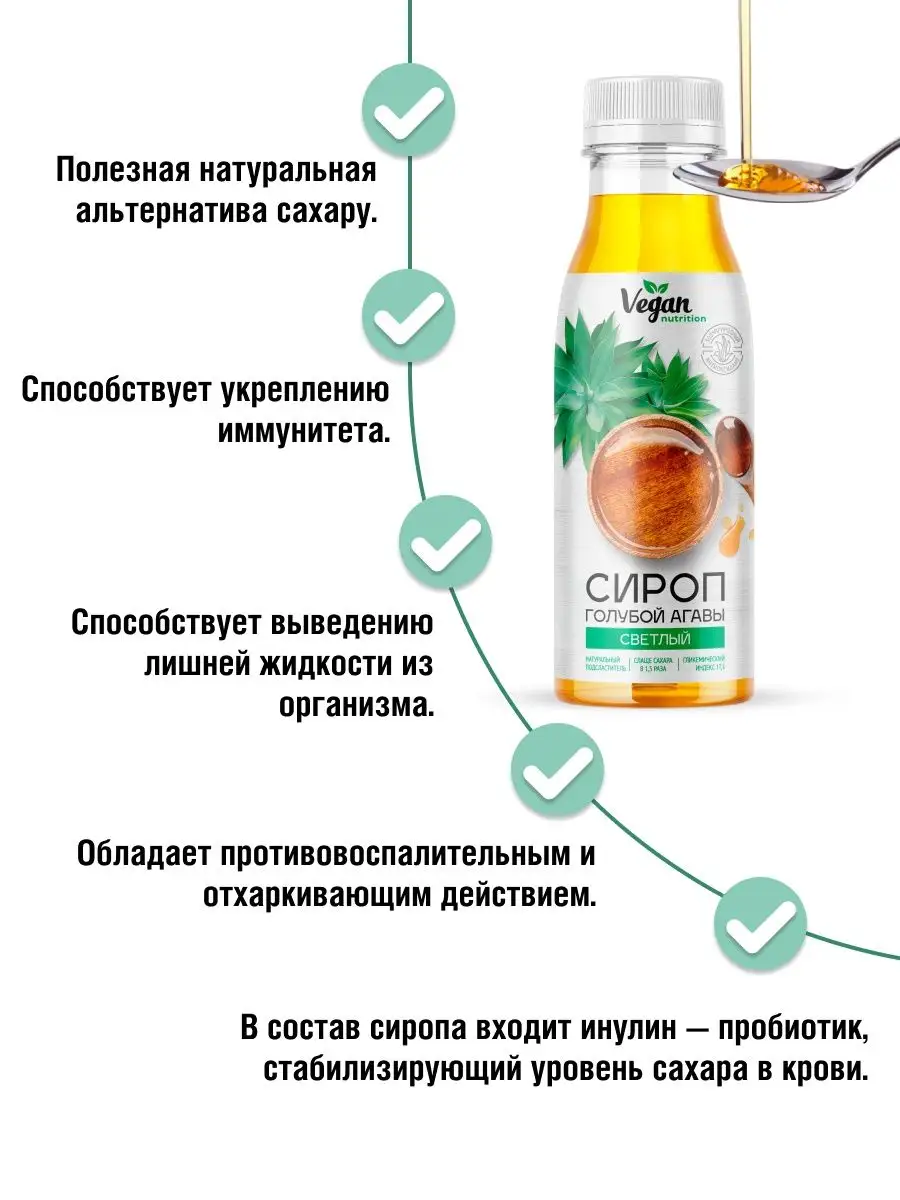 Полезная натуральная
альтернатива сахару.
Способствует укреплению
иммунитета.
Способствует выведению
лишней жидкости из
организма.
Обладает противовоспалительным и
отхаркивающим действием.
В состав сиропа входит инулин — пробиотик,
стабилизирующий уровень сахара в крови.
Vegan
nutrition
СИРОП
ГОЛУБОЙ АГАВЫ
СВЕТЛЫЙ
НАТУРАЛЬНЫЙ
ПОДСЛАСТИТЕЛЬ
СЛАЩЕ САХАРА
В 1,5 РАЗА
ГЛИКЕМИЧЕСКИЙ
ИНДЕКС